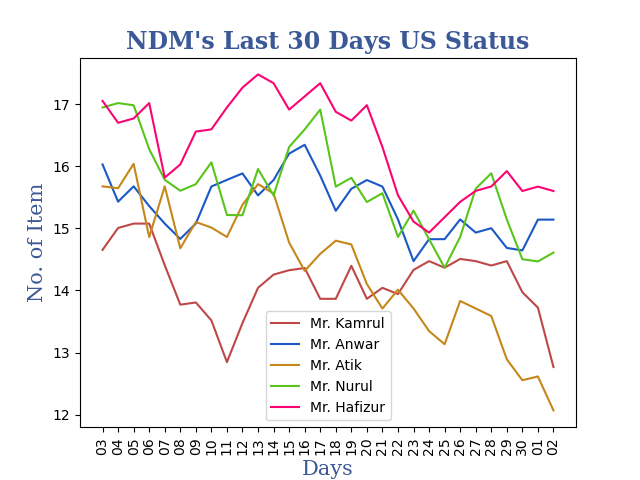 NDM's Last 30 Days US Status
No. of Item
17
16
15
14
13
12
Mr. Kamrul
Mr. Anwar
Mr. Atik
Mr. Nurul
Mr. Hafizur
03 04 05 06 07 08 09 10 11 12 13 14 15 16 17 18 19 20 21 22 23 24 25 26 27 28 29 30 01 02
Days